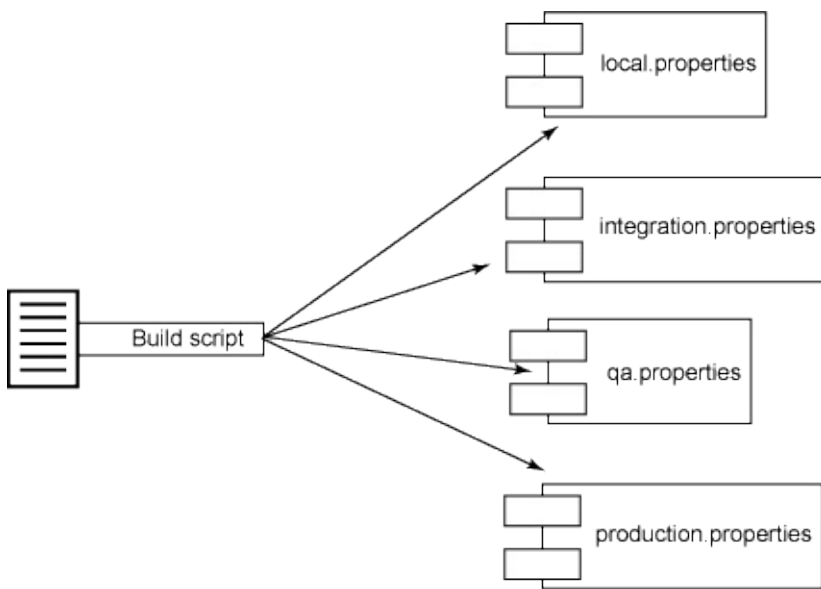 local.properties
integration.properties
Build script
qa.properties
production.properties